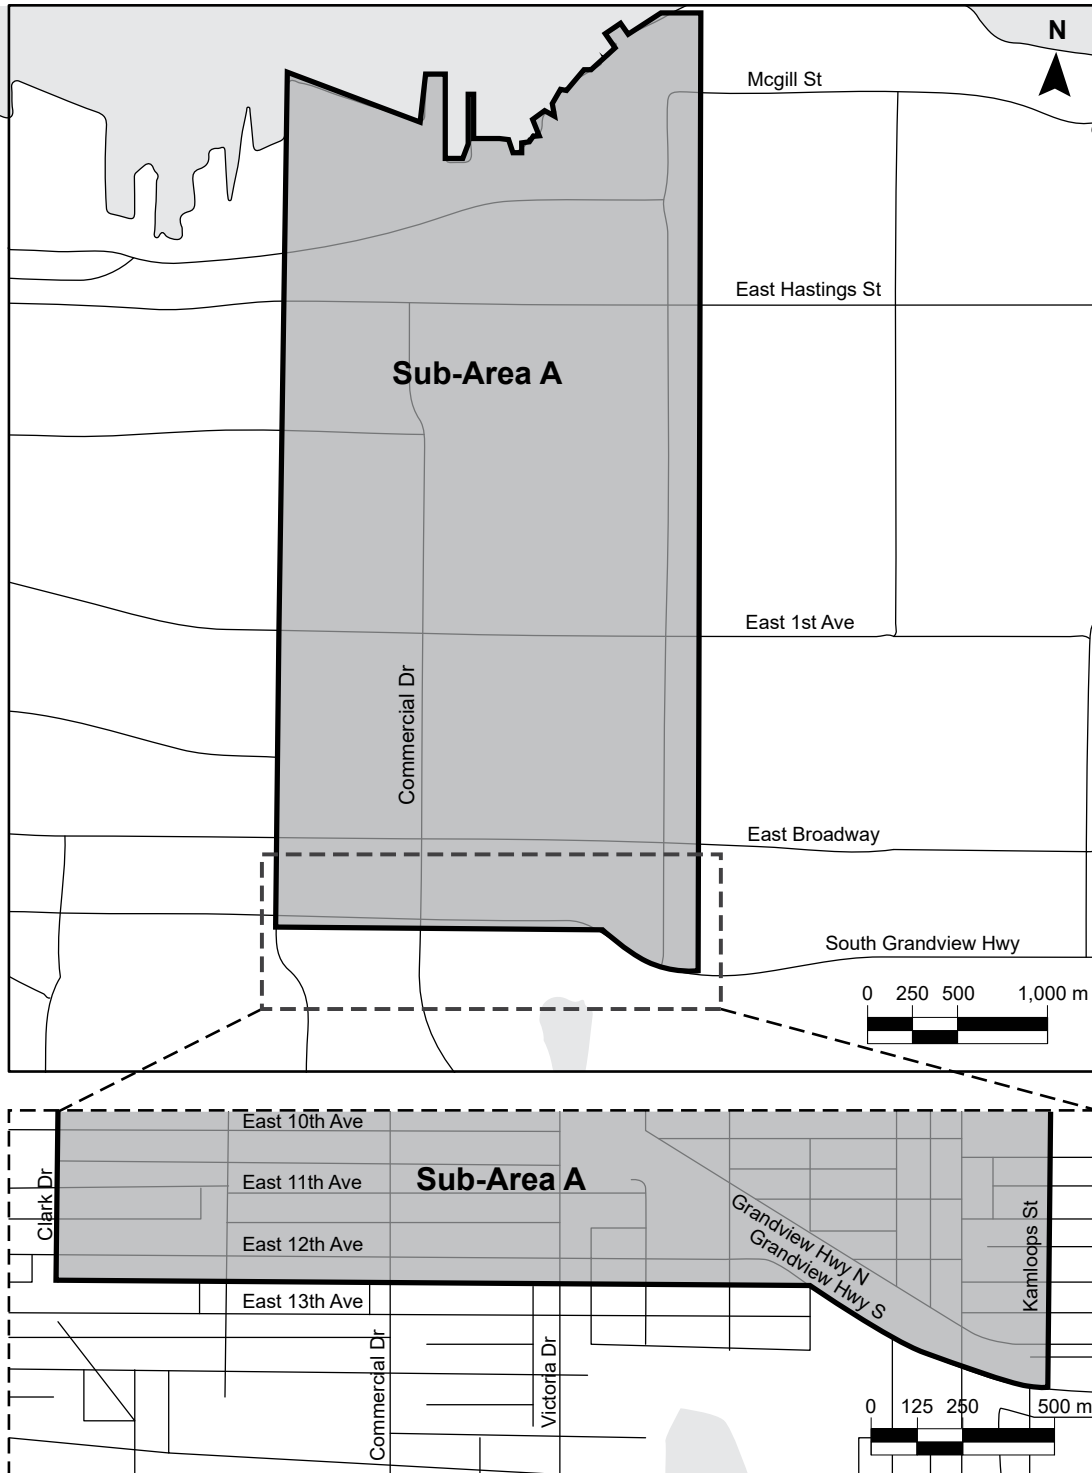 N
Mcgill St
East Hastings St
Sub-Area A
East 1st Ave
Commercial Dr
East Broadway
South Grandview Hwy
0 250 500 1,000 m
East 10th Ave
Sub-Area A
East 11th Ave
Clark Dr
Grandview Hwy N
Grandview Hwy S
Kamloops St
East 12th Ave
East 13th Ave
Commercial Dr
Victoria Dr
0 125 250 500 m